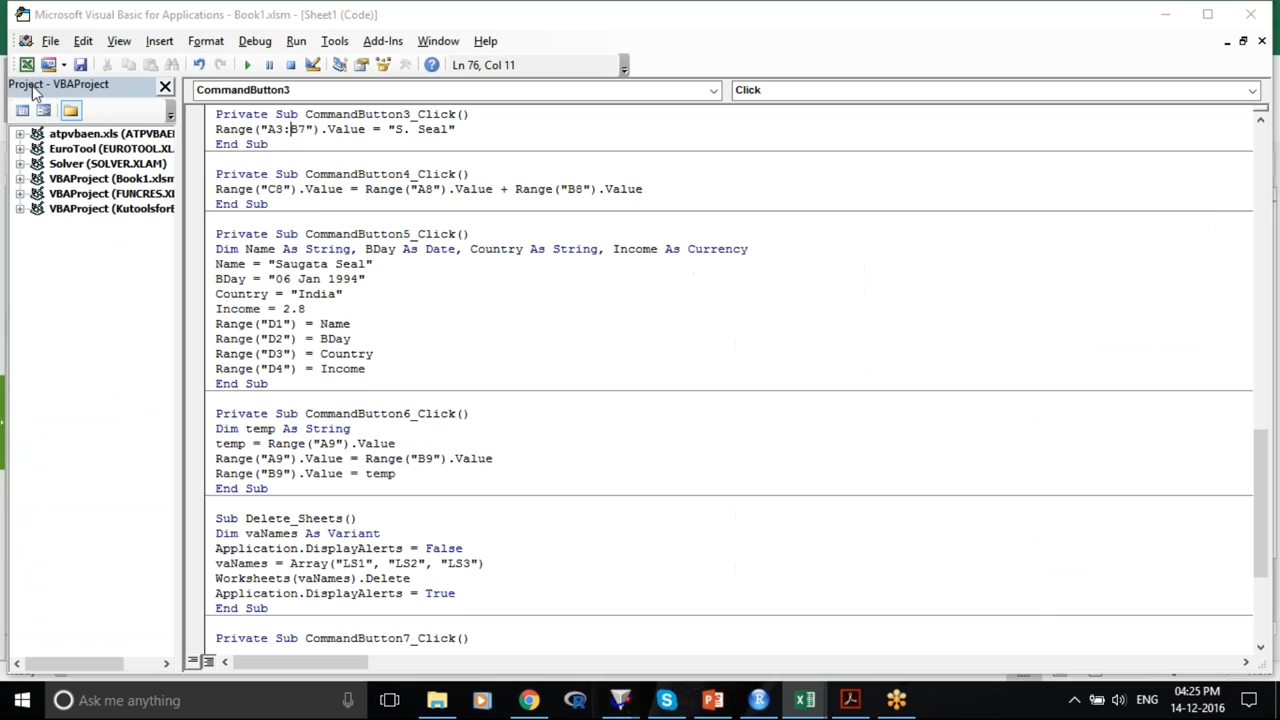 Microsoft Visual Basic for Applications - Book1.xlsm - [Sheet1 (Code)]
File Edit View Insert Format Debug Run Tools Add-Ins Window Help
Ln 76, Col 11
Project - VBAProject
CommandButton3
Click
atpvbaen.xls (ATPVBAEN
EuroTool (EUROTOOL.XL
Solver (SOLVER.XLAM)
VBAProject (Book1.xlsm
VBAProject (FUNCRES.XL
VBAProject (KutoolsforE
Private Sub CommandButton3_Click()
Range("A3:B7").Value = "S. Seal"
End Sub
Private Sub CommandButton4_Click()
Range("C8").Value = Range("A8").Value + Range("B8").Value
End Sub
Private Sub CommandButton5_Click()
Dim Name As String, BDay As Date, Country As String, Income As Currency
Name = "Saugata Seal"
BDay = "06 Jan 1994"
Country = "India"
Income = 2.8
Range("D1") = Name
Range("D2") = BDay
Range("D3") = Country
Range("D4") = Income
End Sub
Private Sub CommandButton6_Click()
Dim temp As String
temp = Range("A9").Value
Range("A9").Value = Range("B9").Value
Range("B9").Value = temp
End Sub
Sub Delete_Sheets()
Dim vaNames As Variant
Application.DisplayAlerts = False
vaNames = Array("LS1", "LS2", "LS3")
Worksheets(vaNames).Delete
Application.DisplayAlerts = True
End Sub
Private Sub CommandButton7_Click()
Ask me anything
ENG
04:25 PM
14-12-2016